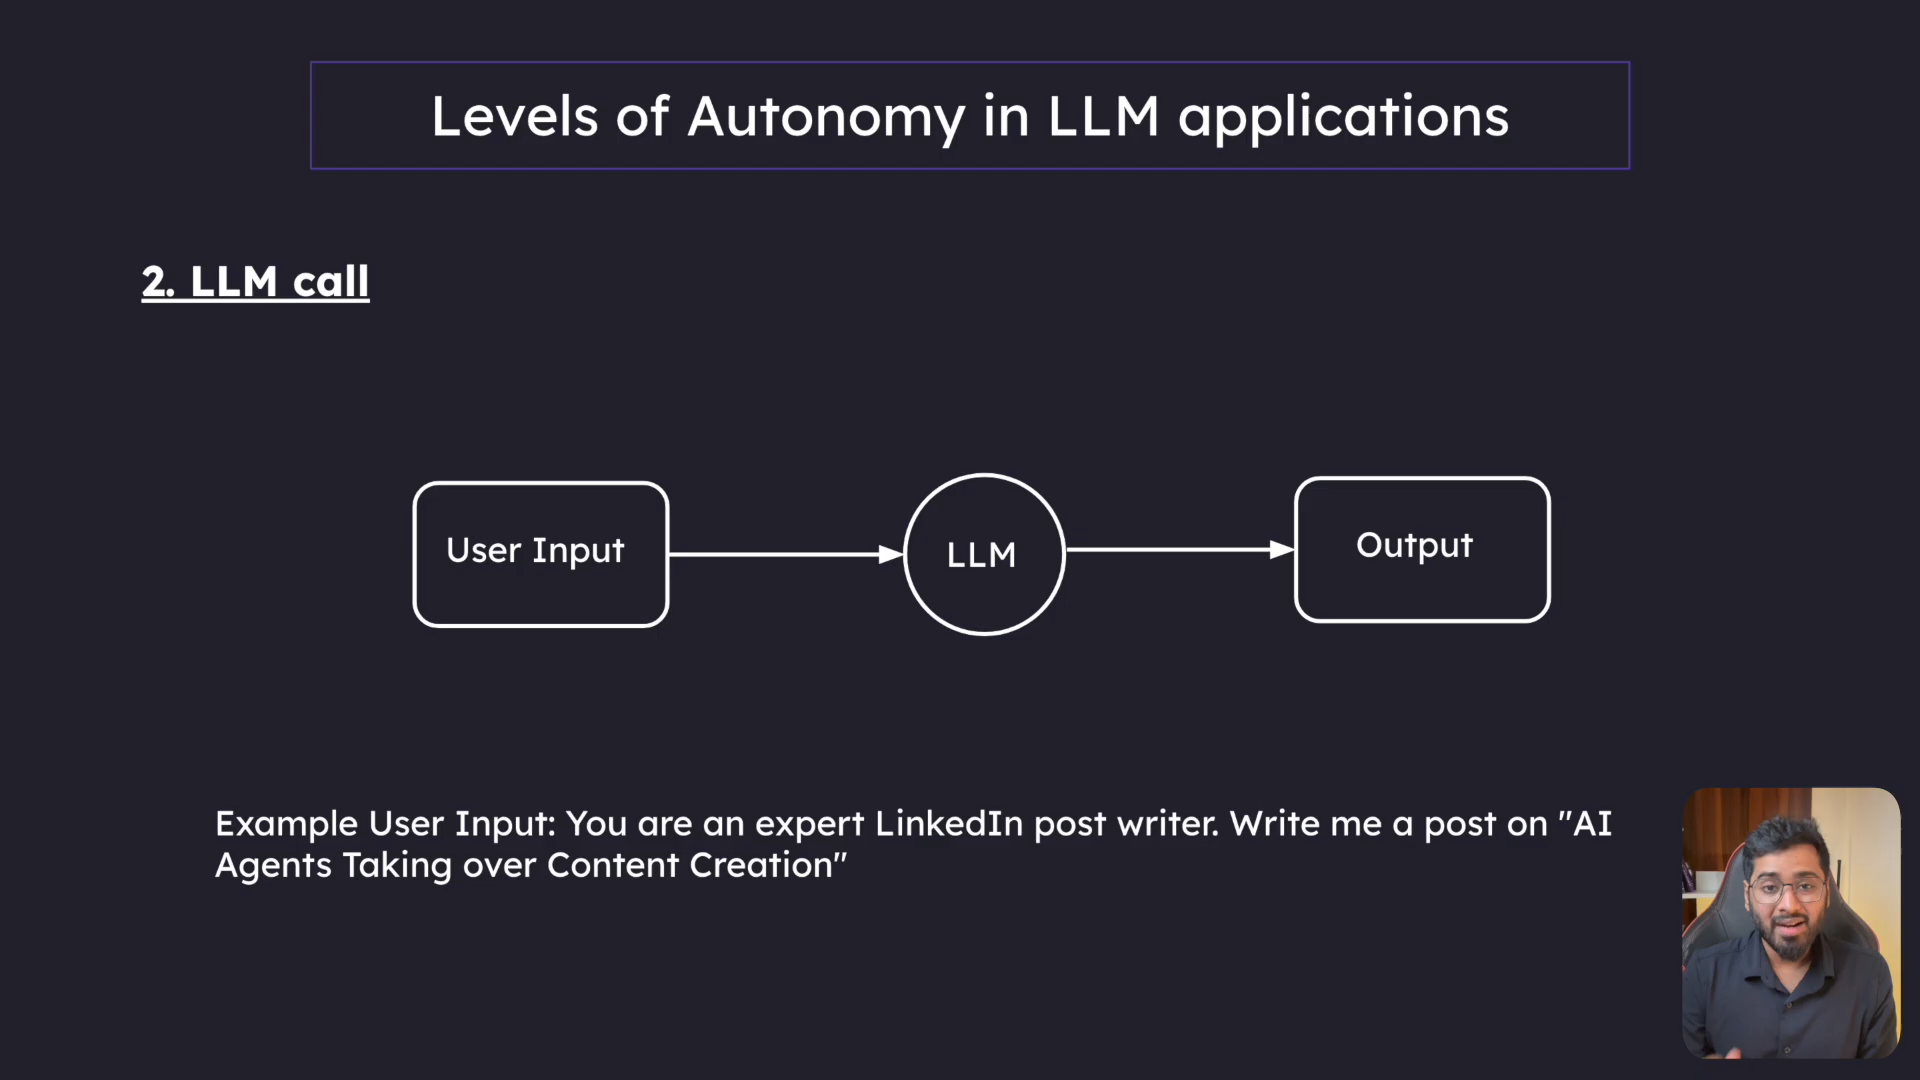 Levels of Autonomy in LLM applications
2. LLM call
User Input
LLM
Output
Example User Input: You are an expert LinkedIn post writer. Write me a post on "AI
Agents Taking over Content Creation"